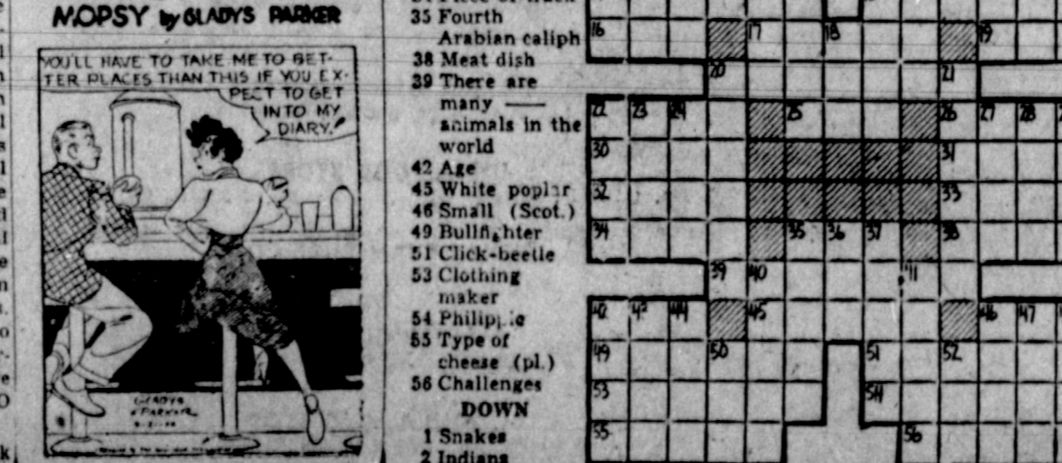 MOPSY by GLADYS PARKER
YOU'LL HAVE TO TAKE ME TO BET-
TER PLACES THAN THIS IF YOU EX-
PECT TO GET
INTO MY
DIARY!
GLADYS
PARKER
35 Fourth
Arabian caliph
38 Meat dish
39 There are
many ——
animals in the
world
42 Age
45 White poplar
46 Small (Scot.)
49 Bullfighter
51 Click-beetle
53 Clothing
maker
54 Philippic
55 Type of
cheese (pl.)
56 Challenges
DOWN
1 Snakes
2 Indians
16 17 18 19
20 21
22 23 24 25 26 27 28
30 31
32 33
34 35 36 37 38
39 40 41
42 43 44 45 46 47
49 50 51 52
53 54
55 56